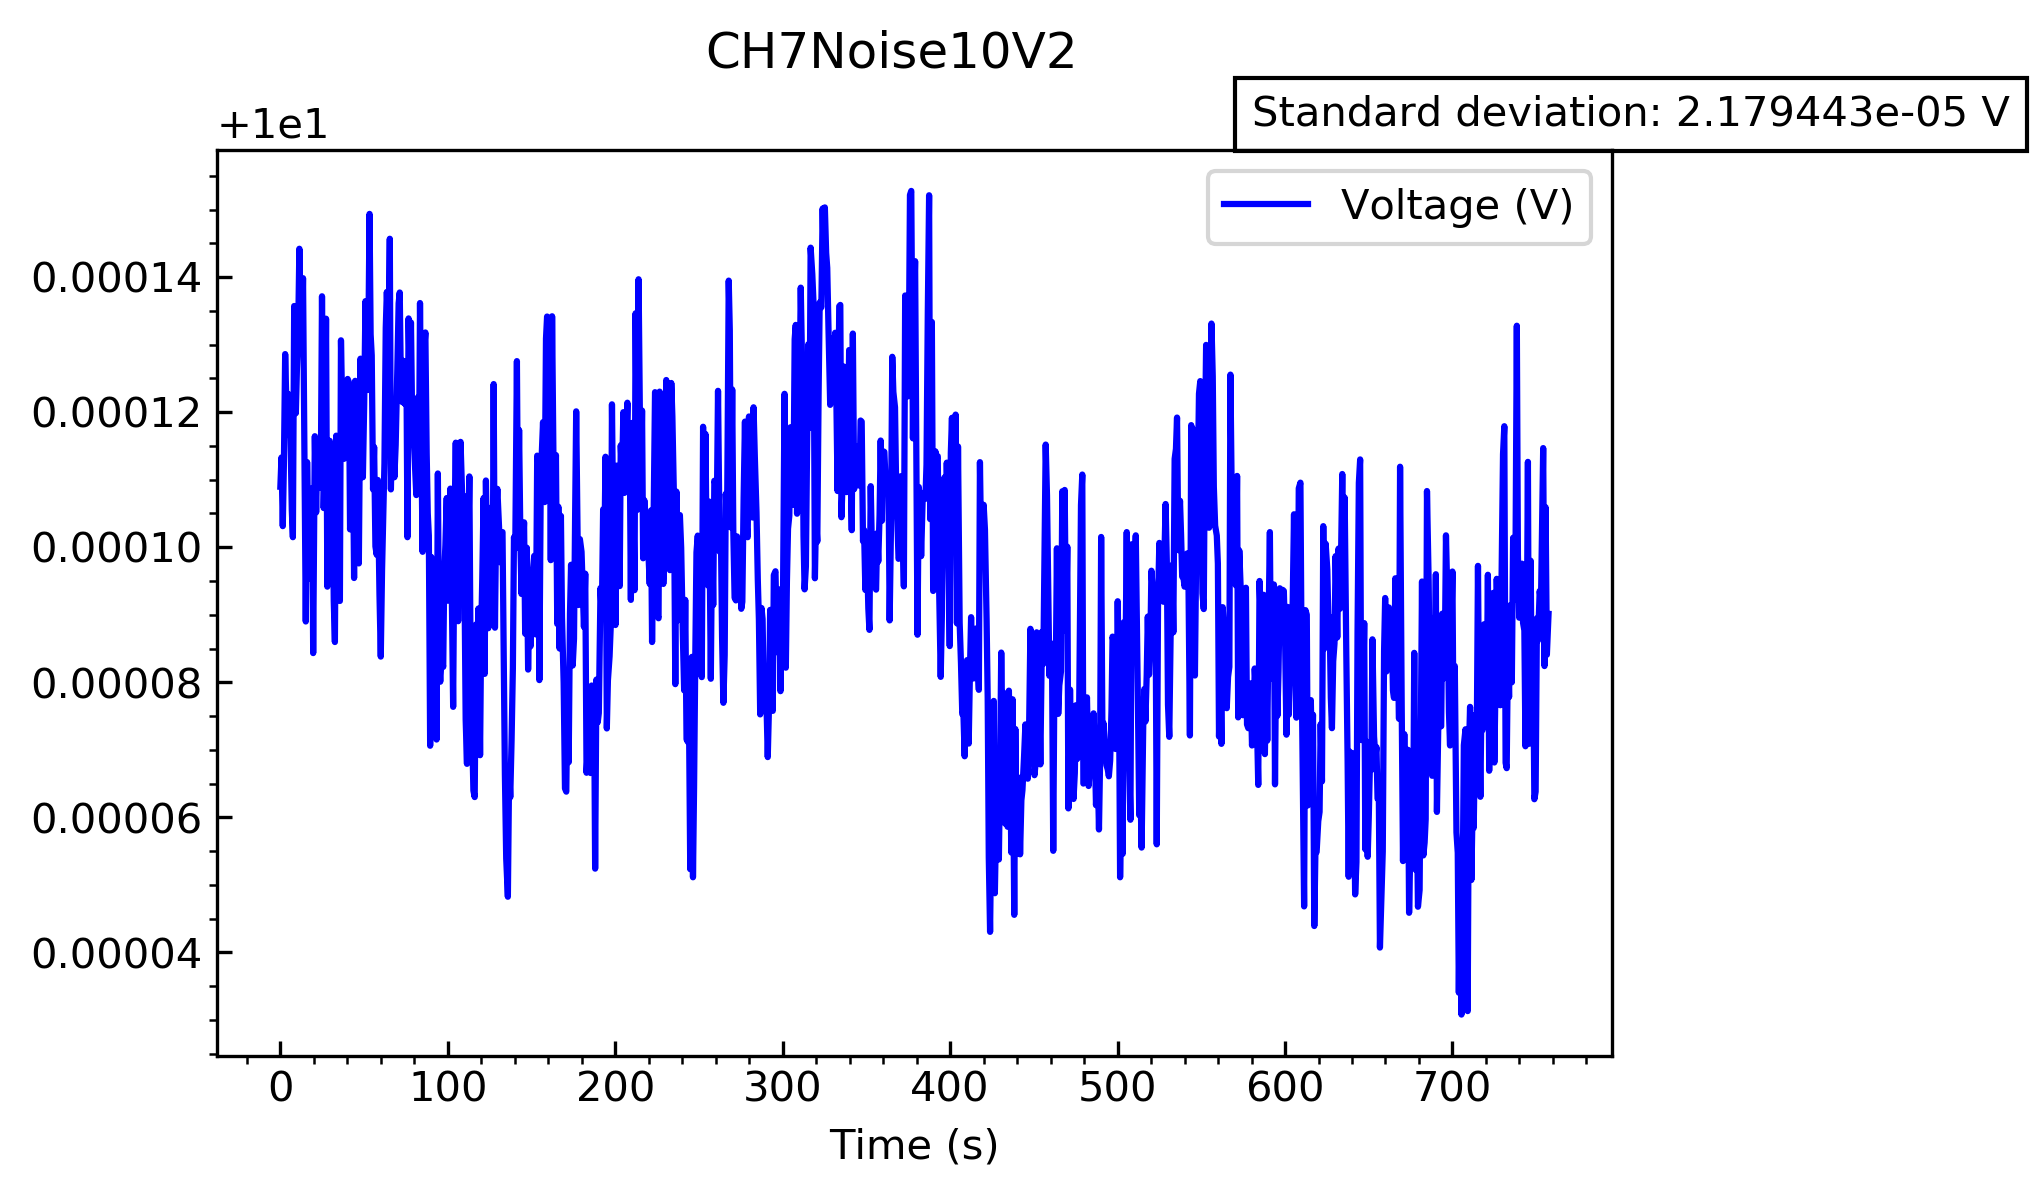 CH7Noise10V2
Standard deviation: 2.179443e-05 V
+1e1
Voltage (V)
0.00014
0.00012
0.00010
0.00008
0.00006
0.00004
0 100 200 300 400 500 600 700
Time (s)